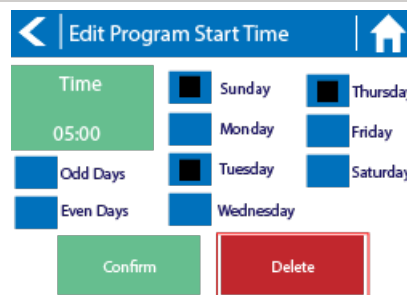 Edit Program Start Time
Time
05:00
Sunday
Thursday
Monday
Friday
Odd Days
Tuesday
Saturday
Even Days
Wednesday
Confirm
Delete